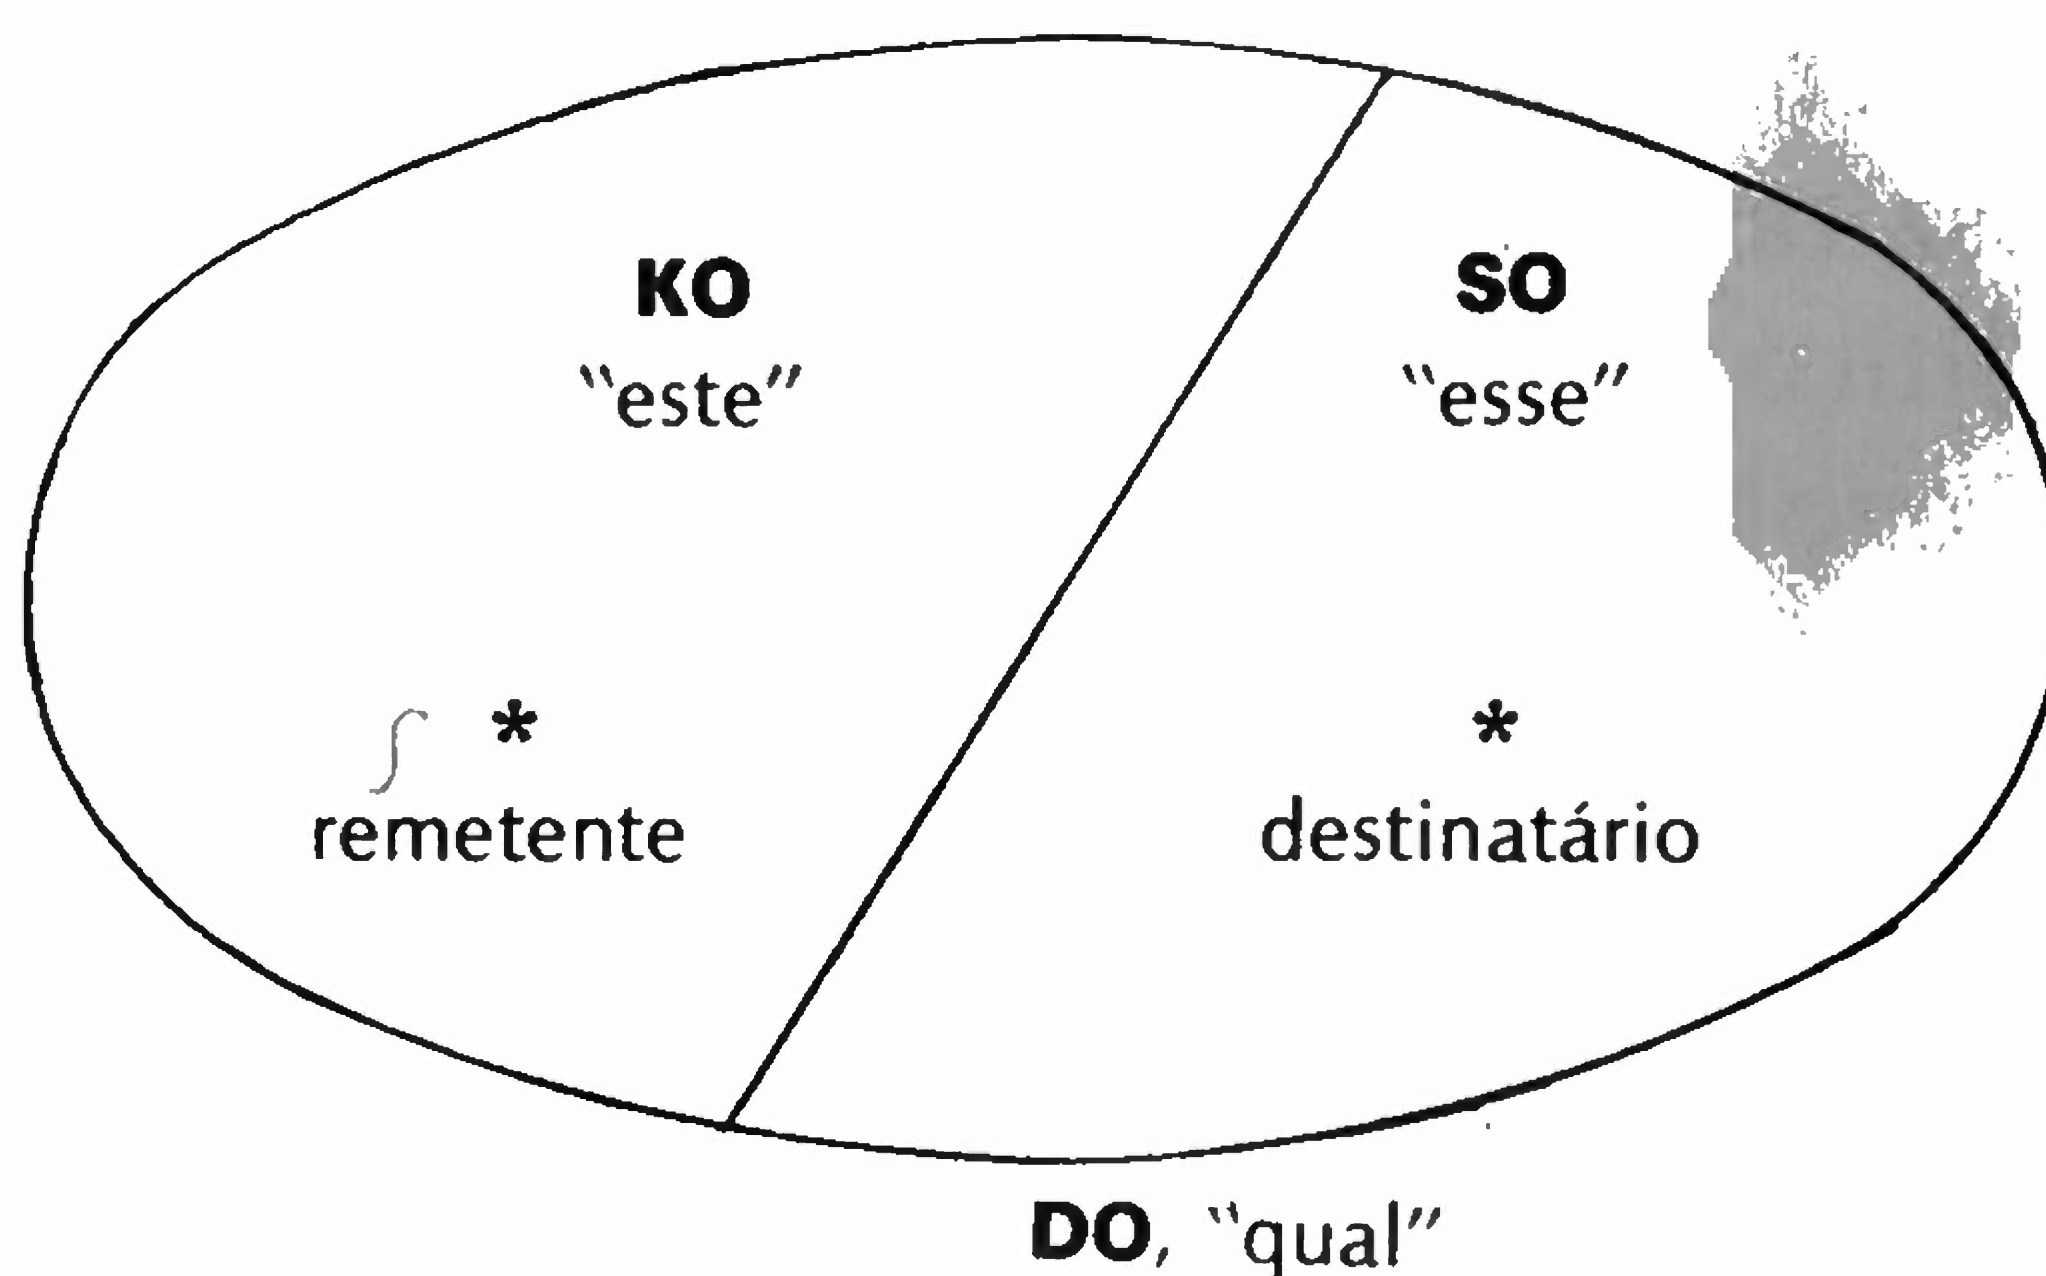 KO
"este"
SO
"esse"
*
remetente
*
destinatário
DO, "qual"